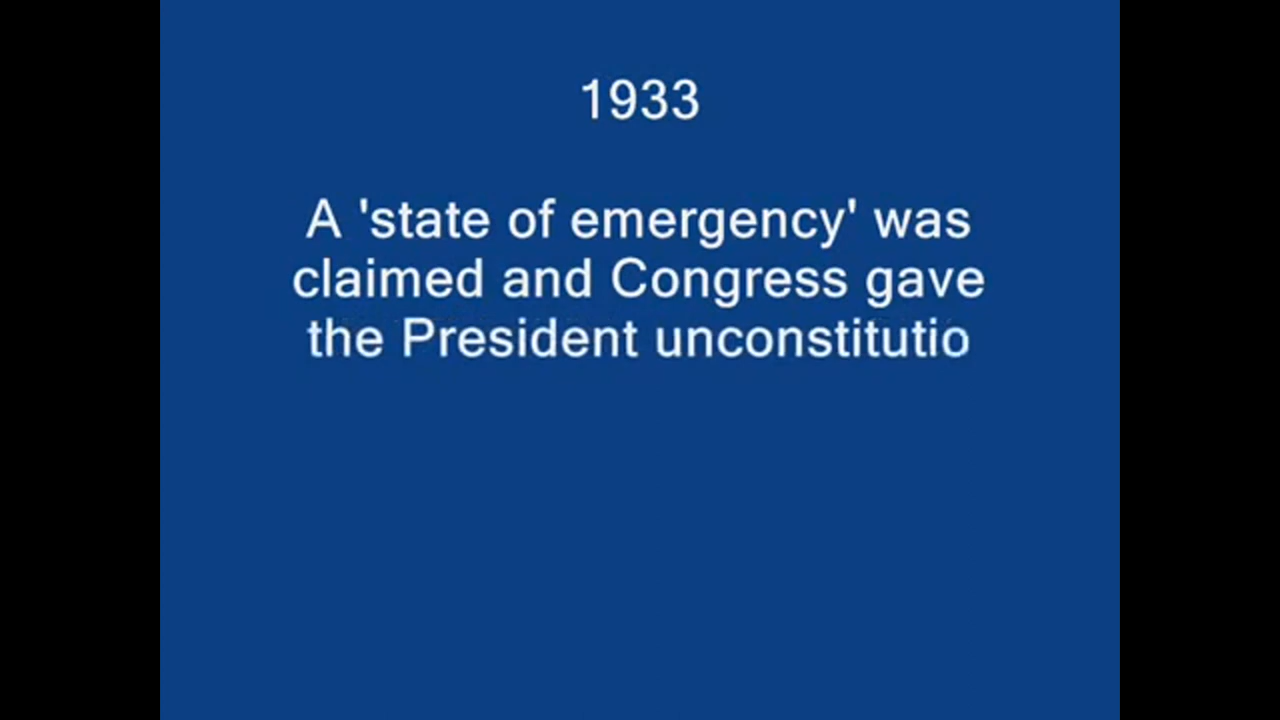 1933
A 'state of emergency' was
claimed and Congress gave
the President unconstitutio